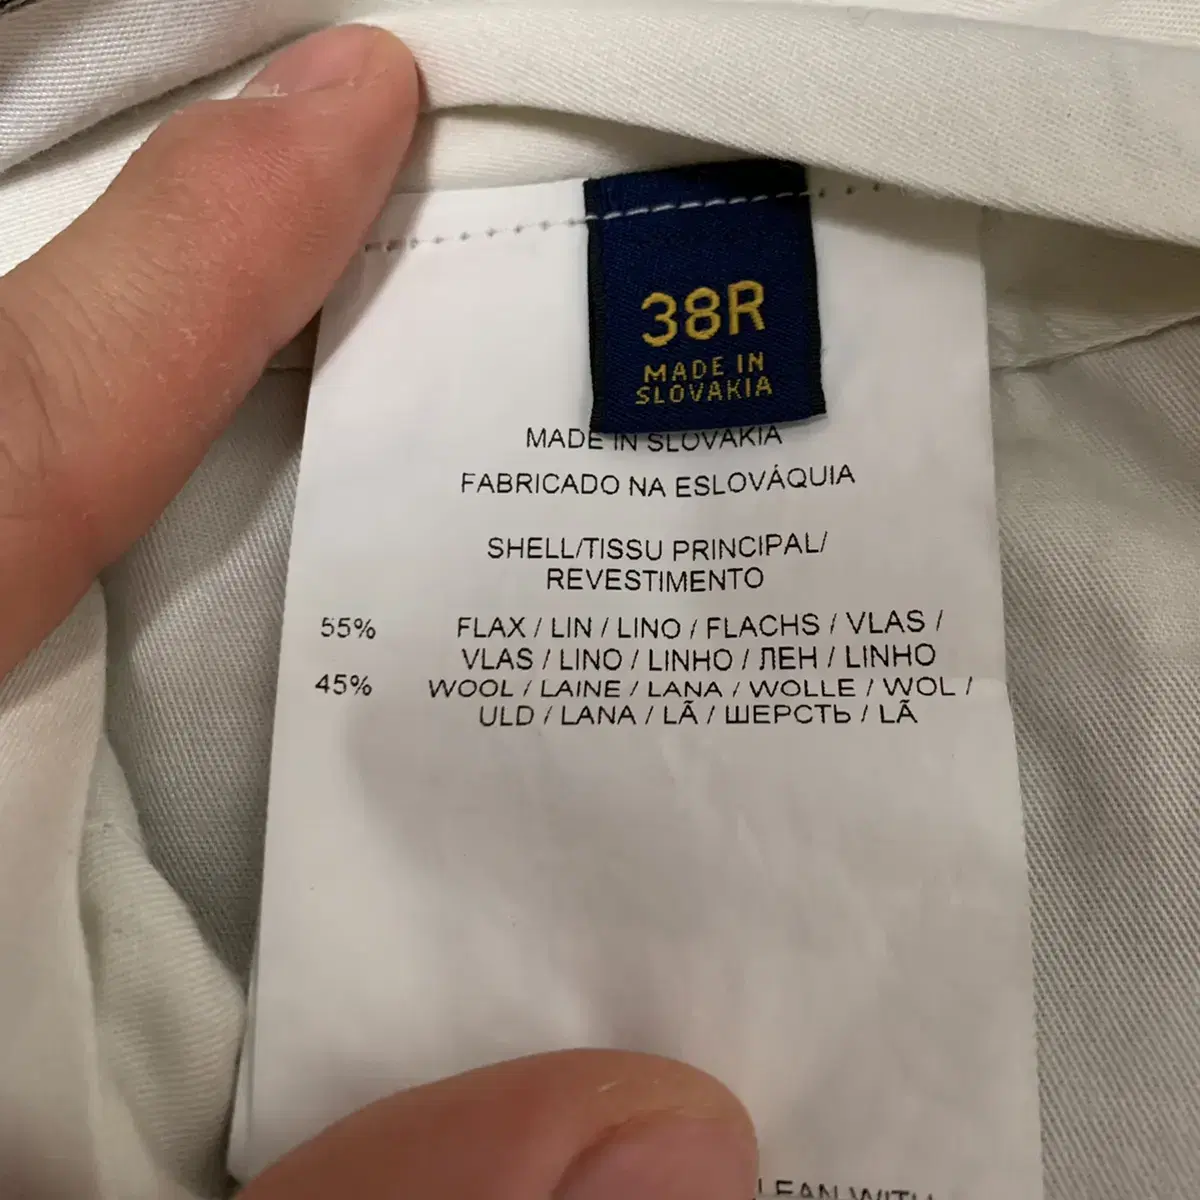 38R
MADE IN
SLOVAKIA
MADE IN SLOVAKIA
FABRICADO NA ESLOVÁQUIA
SHELL/TISSU PRINCIPAL/
REVESTIMENTO
55% FLAX / LIN / LINO / FLACHS / VLAS /
VLAS / LINO / LINHO / ЛЕН / LINHO
45% WOOL / LAINE / LANA / WOLLE / WOL /
ULD / LANA / LÃ / ШЕРСТЬ / LÃ
WITH